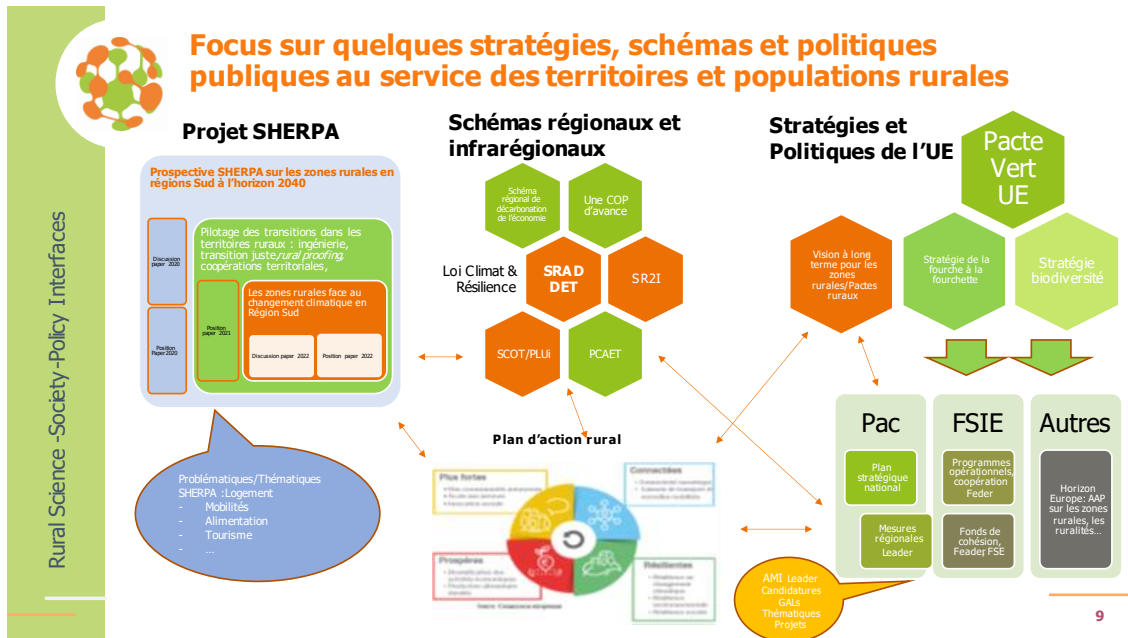 Focus sur quelques stratégies, schémas et politiques
publiques au service des territoires et populations rurales
Rural Science -Society -Policy Interfaces
Projet SHERPA
Prospective SHERPA sur les zones rurales en
régions Sud à l'horizon 2040
Discussion
paper 2020
Position
Paper 2020
Pilotage des transitions dans les
territoires ruraux : ingénierie,
transition juste, rural proofing,
coopérations territoriales,
Position
paper 2021
Les zones rurales face au
changement climatique en
Région Sud
Discussion paper 2022
Position paper 2022
Problématiques/Thématiques
SHERPA :Logement
- Mobilités
- Alimentation
- Tourisme
- ...
Schémas régionaux et
infrarégionaux
Schéma
régional de
décarbonation
de l'économie
Une COP
d'avance
Loi Climat &
Résilience
SRAD
DET
SR2I
SCOT/PLUi
PCAET
Plan d'action rural
Plus fortes
Connectées
Prospères
Résilientes
Stratégies et
Politiques de l'UE
Pacte
Vert
UE
Vision à long
terme pour les
zones
rurales/Pactes
ruraux
Stratégie de la
fourche à la
fourchette
Stratégie
biodiversité
Pac
Plan
stratégique
national
Mesures
régionales
Leader
FSIE
Programmes
opérationnels,
coopération
Feder
Fonds de
cohésion,
Feader, FSE
Autres
Horizon
Europe: AAP
sur les zones
rurales, les
ruralités...
AMI Leader
Candidatures
GALs
Thématiques
Projets
9